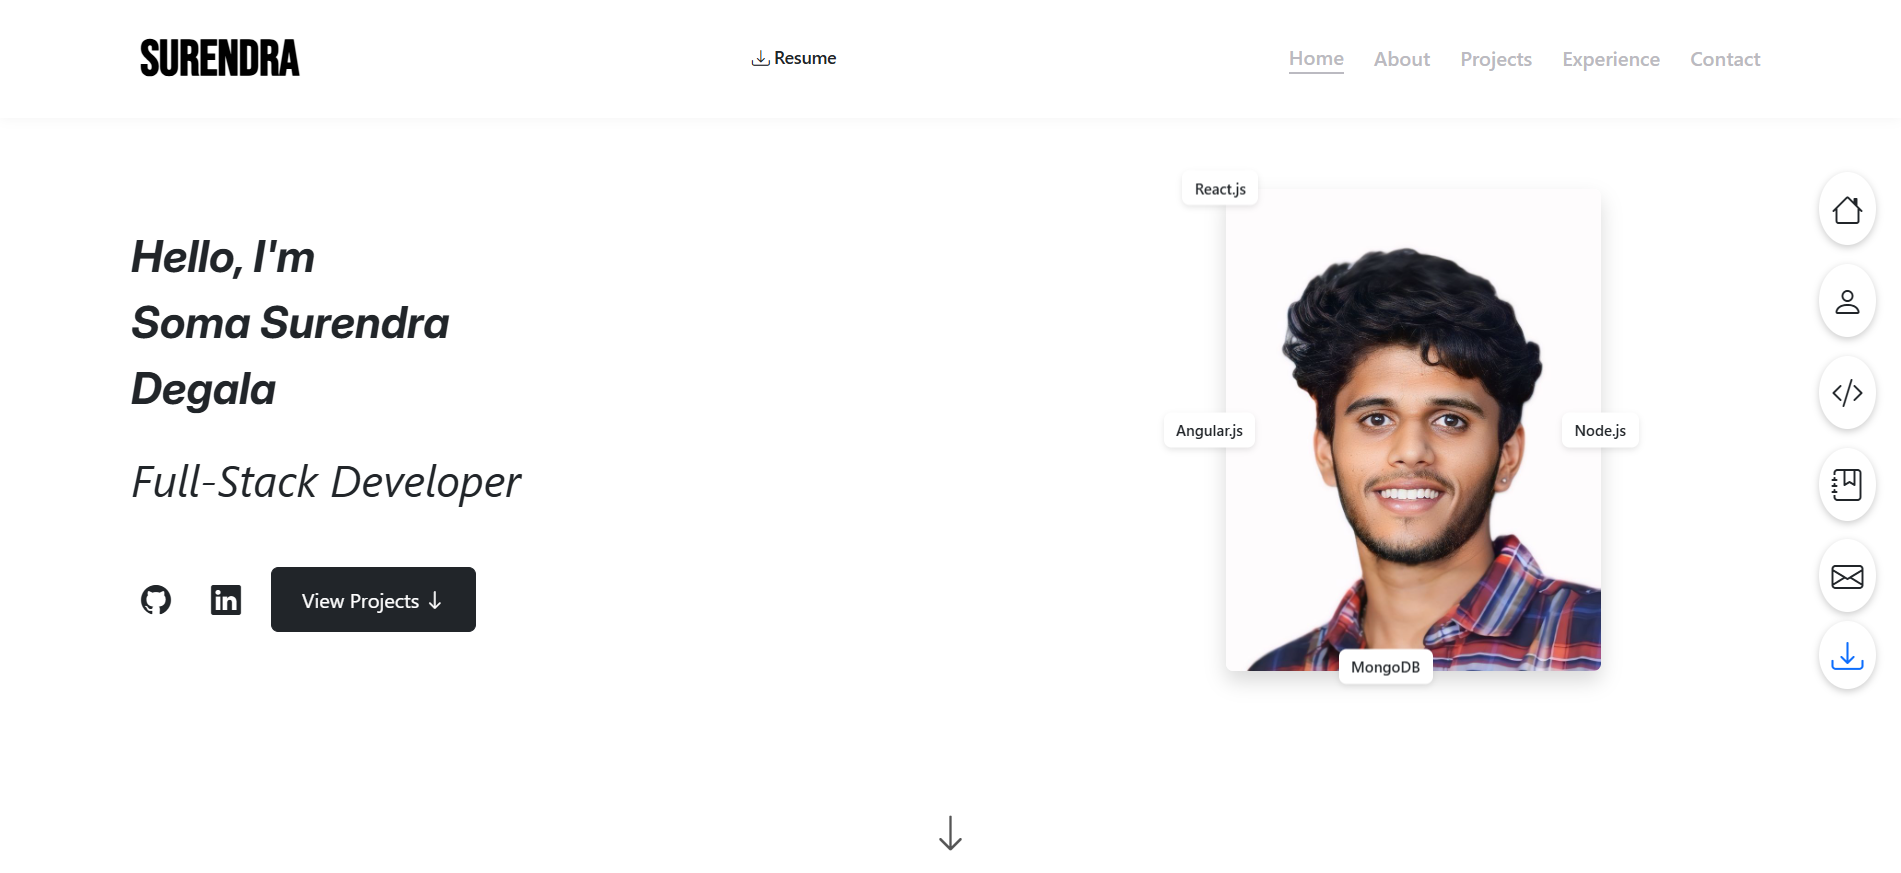 SURENDRA
Resume
Home
About
Projects
Experience
Contact
Hello, I'm
Soma Surendra
Degala
Full-Stack Developer
View Projects ↓
React.js
Angular.js
Node.js
MongoDB